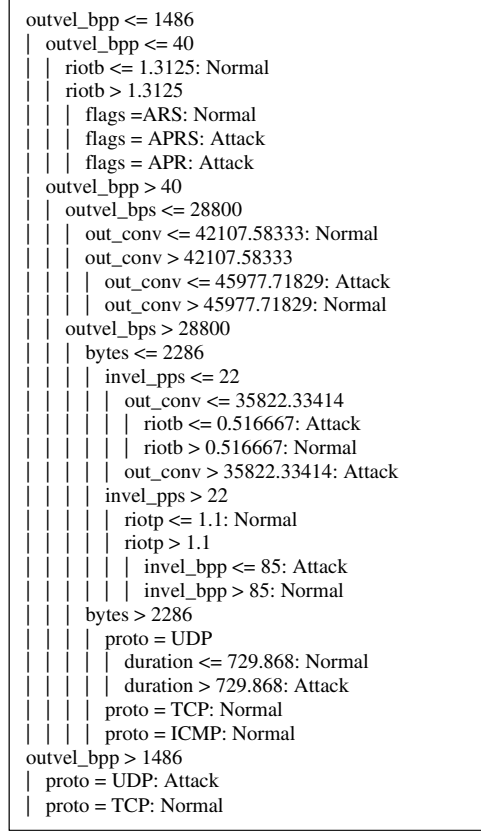 outvel_bpp <= 1486
| outvel_bpp <= 40
| | riotb <= 1.3125: Normal
| | riotb > 1.3125
| | | flags =ARS: Normal
| | | flags = APRS: Attack
| | | flags = APR: Attack
| outvel_bpp > 40
| | outvel_bps <= 28800
| | | out_conv <= 42107.58333: Normal
| | | out_conv > 42107.58333
| | | | out_conv <= 45977.71829: Attack
| | | | out_conv > 45977.71829: Normal
| | outvel_bps > 28800
| | | bytes <= 2286
| | | | invel_pps <= 22
| | | | | out_conv <= 35822.33414
| | | | | | riotb <= 0.516667: Attack
| | | | | | riotb > 0.516667: Normal
| | | | | out_conv > 35822.33414: Attack
| | | | invel_pps > 22
| | | | | riotp <= 1.1: Normal
| | | | | riotp > 1.1
| | | | | | invel_bpp <= 85: Attack
| | | | | | invel_bpp > 85: Normal
| | | bytes > 2286
| | | | proto = UDP
| | | | | duration <= 729.868: Normal
| | | | | duration > 729.868: Attack
| | | | proto = TCP: Normal
| | | | proto = ICMP: Normal
outvel_bpp > 1486
| proto = UDP: Attack
| proto = TCP: Normal